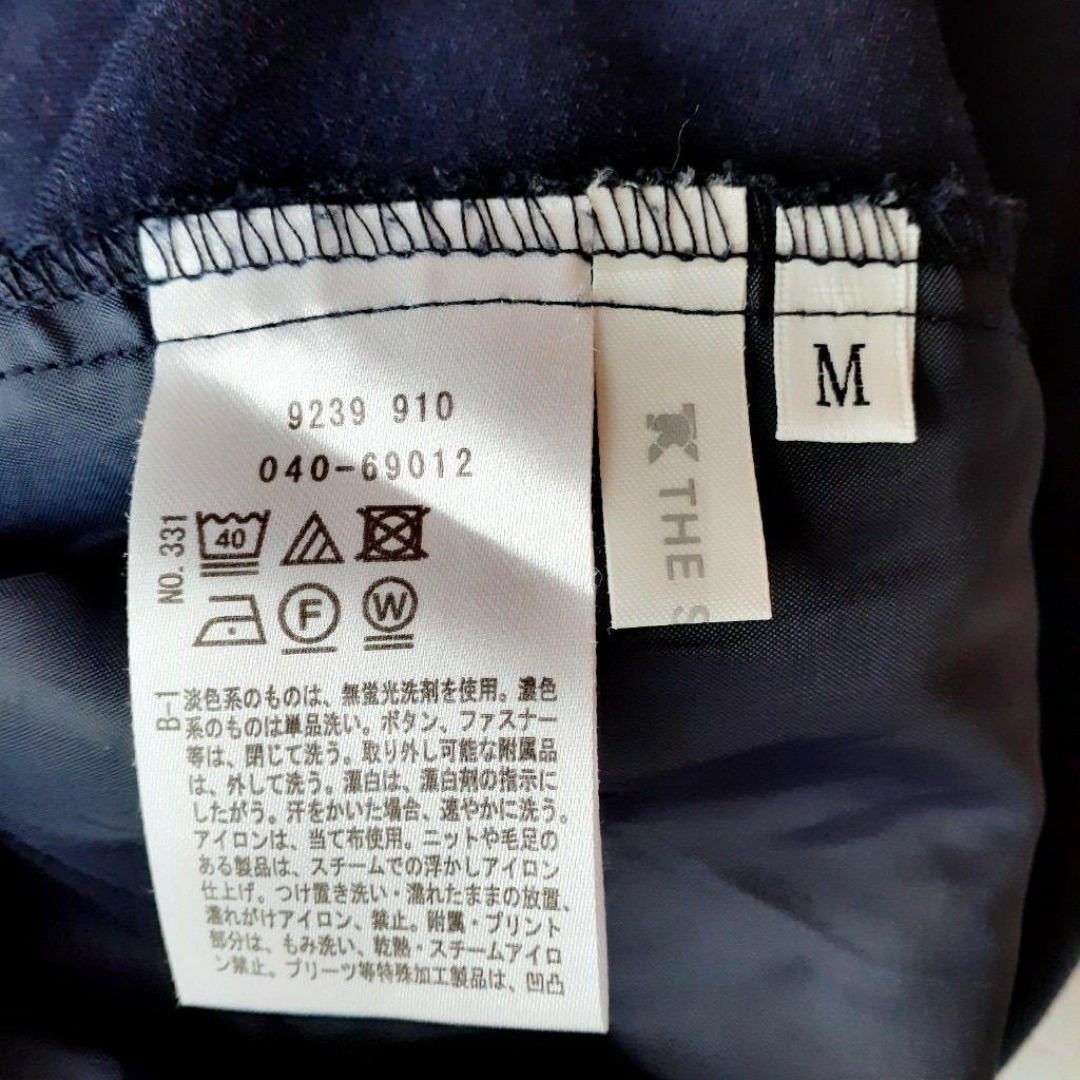 9239 910
040-69012
NO. 331
40
F
W
B-1
淡色系のものは、無蛍光洗剤を使用。濃色
系のものは単品洗い。ボタン、ファスナー
等は、閉じて洗う。取り外し可能な附属品
は、外して洗う。漂白は、漂白剤の指示に
したがう。汗をかいた場合、速やかに洗う。
アイロンは、当て布使用。ニットや毛足の
ある製品は、スチームでの浮かしアイロン
仕上げ。つけ置き洗い・濡れたままの放置、
濡れがけアイロン、禁止。附属・プリント
部分は、もみ洗い、乾熱・スチームアイロ
ン禁止。プリーツ等特殊加工製品は、凹凸
TK THE S
M